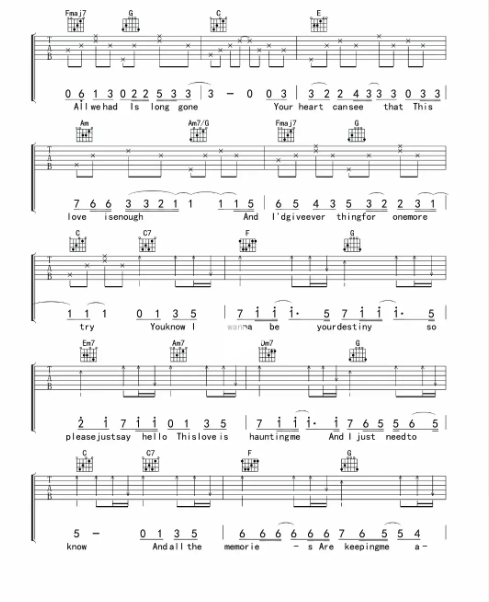 Fmaj7 G C E
T A B
0 6 1 3 0 2 2 5 3 3 | 3 - 0 0 3 | 3 2 2 4 3 3 3 0 3 3
All we had Is long gone Your heart can see that This
Am Am7/G Fmaj7 G
T A B
7 6 6 3 3 2 1 1 1 1 5 | 6 5 4 3 5 3 2 2 3 1
love is enough And I'd give ever thing for one more
C C7 F G
T A B
1 1 1 0 1 3 5 | 7 i i i· 5 7 i i 5
try You know I wanna be your destiny so
Em7 Am7 Dm7 G
T A B
2 i 7 i 0 1 3 5 | 7 i i i· i 7 6 5 5 6 5
please just say hello This love is haunting me And I just need to
C C7 F G
T A B
5 - 0 1 3 5 | 6 6 6 6 6 6 7 6 5 5 4
know And all the memorie - s Are keeping me a-